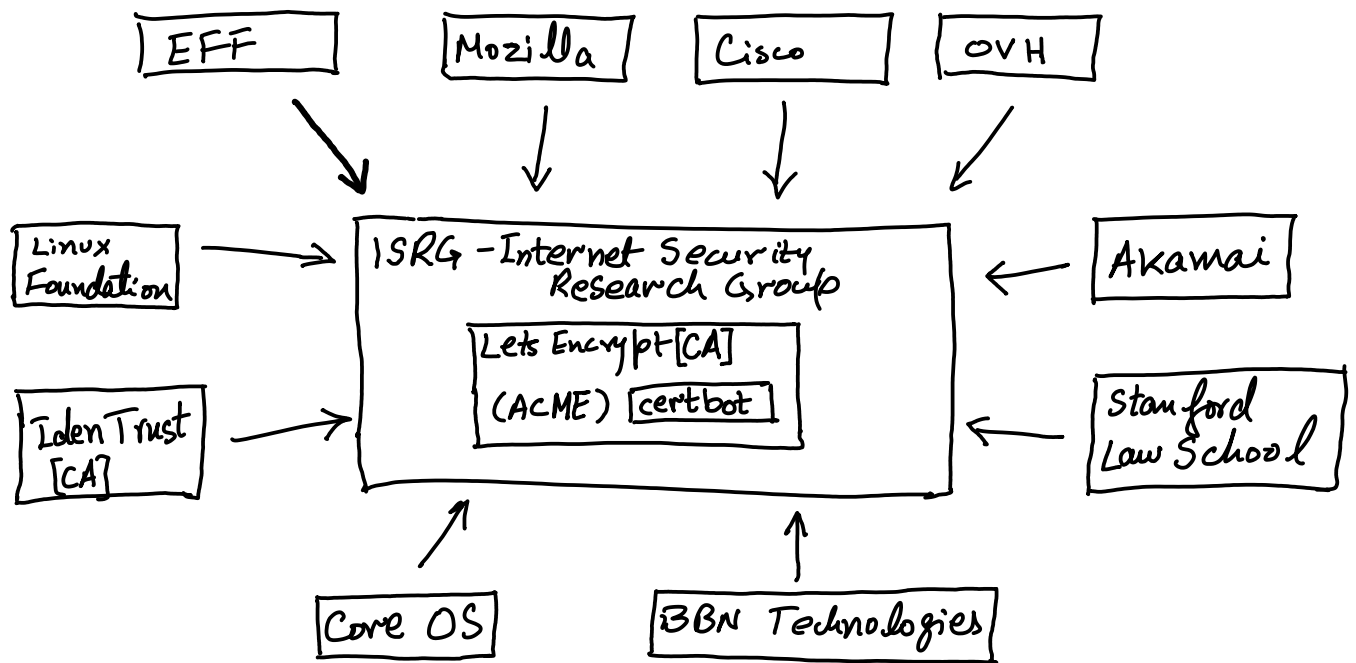 EFF
Mozilla
Cisco
OVH
Linux
Foundation
ISRG - Internet Security
Research Group
Akamai
Lets Encrypt [CA]
(ACME) certbot
IdenTrust
[CA]
Stanford
Law School
Core OS
BBN Technologies